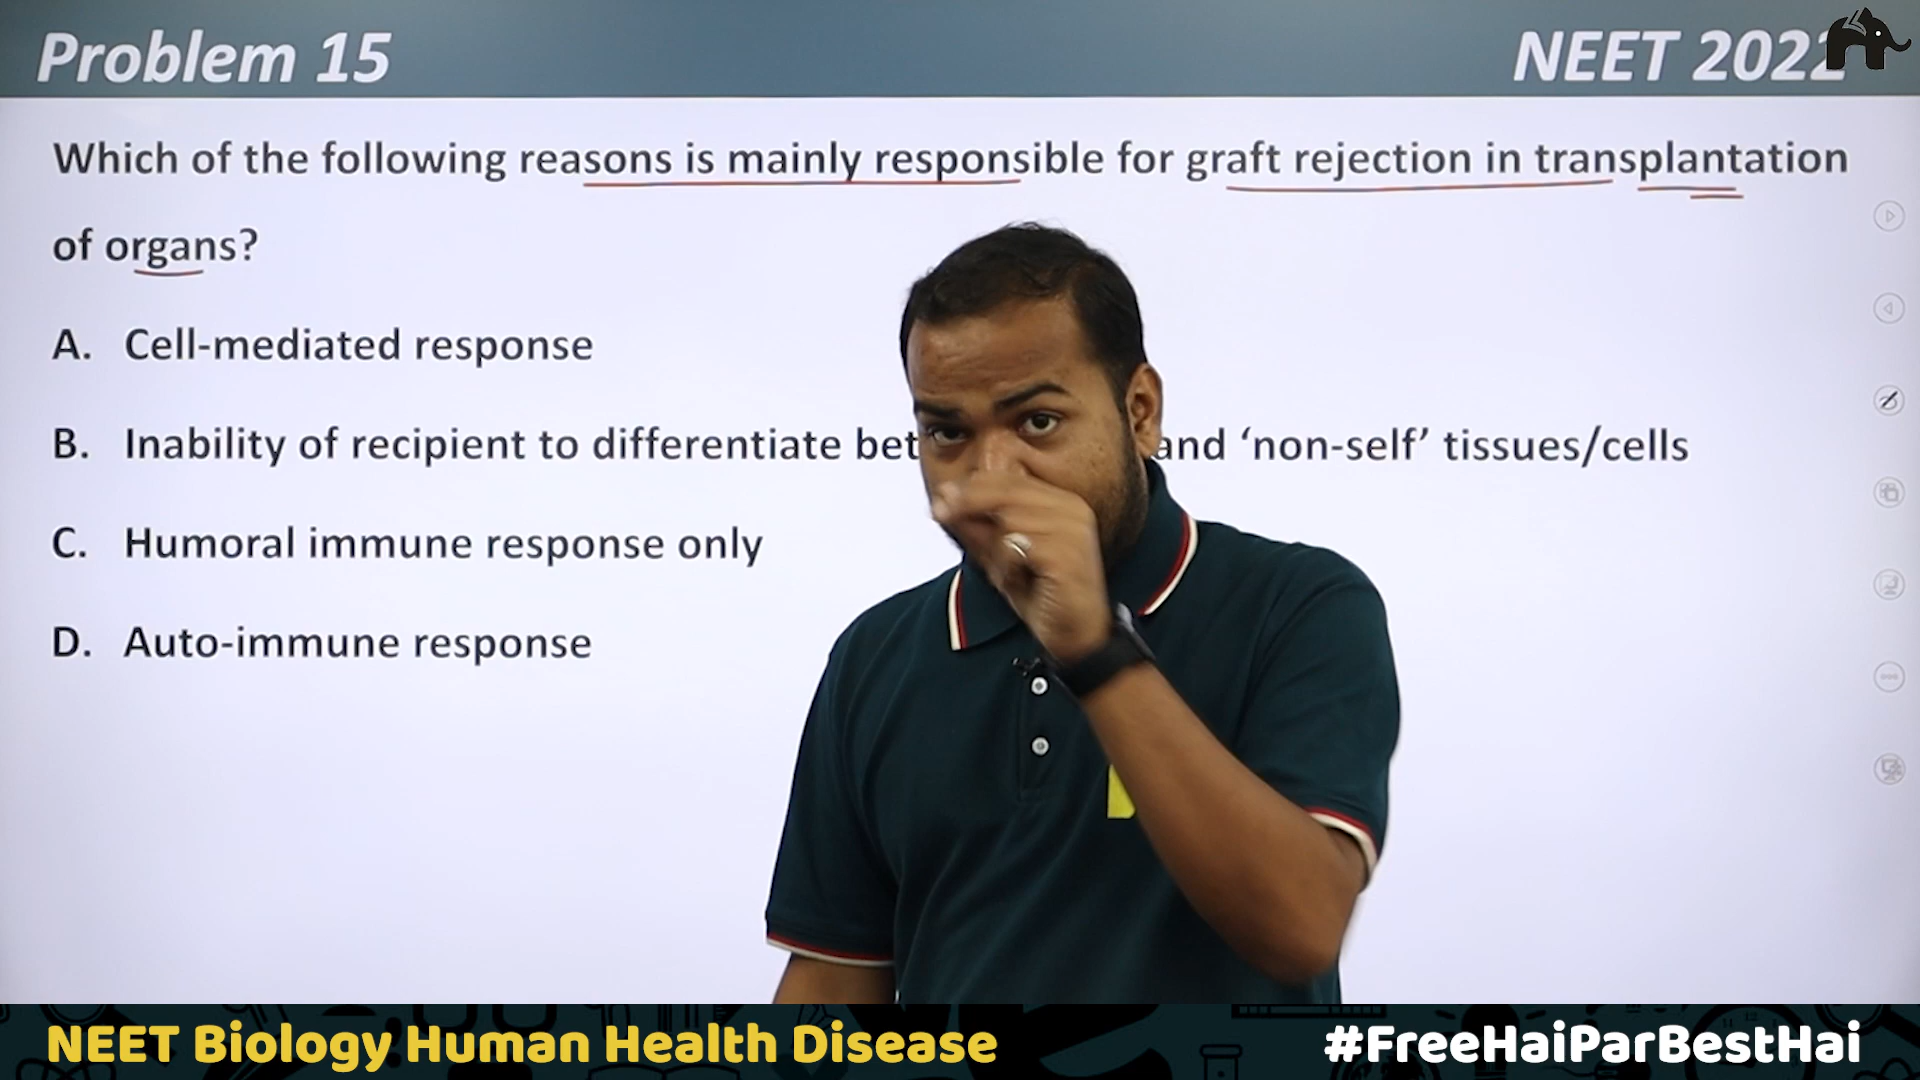 Problem 15
NEET 2022
Which of the following reasons is mainly responsible for graft rejection in transplantation
of organs?
A. Cell-mediated response
B. Inability of recipient to differentiate and ‘non-self’ tissues/cells
C. Humoral immune response only
D. Auto-immune response
NEET Biology Human Health Disease
#FreeHaiParBestHai